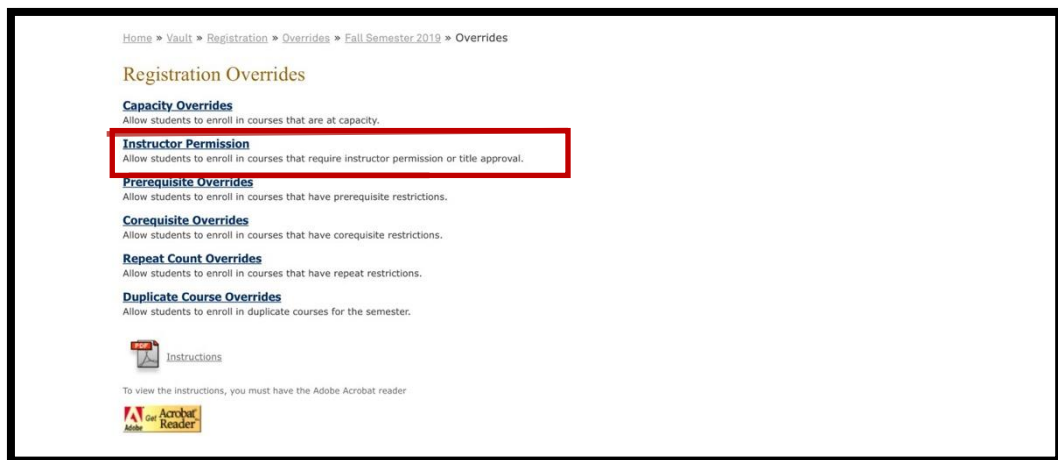 Home » Vault » Registration » Overrides » Fall Semester 2019 » Overrides
Registration Overrides
Capacity Overrides
Allow students to enroll in courses that are at capacity.
Instructor Permission
Allow students to enroll in courses that require instructor permission or title approval.
Prerequisite Overrides
Allow students to enroll in courses that have prerequisite restrictions.
Corequisite Overrides
Allow students to enroll in courses that have corequisite restrictions.
Repeat Count Overrides
Allow students to enroll in courses that have repeat restrictions.
Duplicate Course Overrides
Allow students to enroll in duplicate courses for the semester.
PDF
Instructions
To view the instructions, you must have the Adobe Acrobat reader
Adobe Get Acrobat Reader